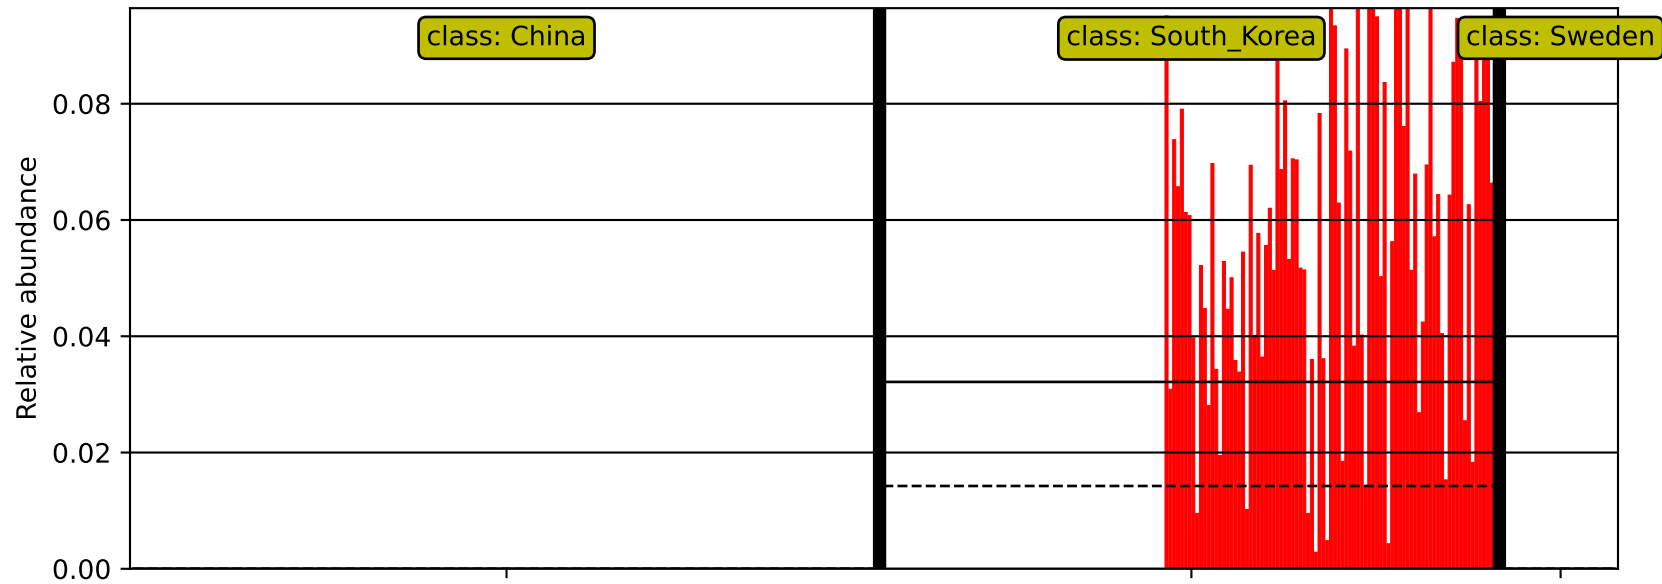 class: China
class: South_Korea
class: Sweden
0.08
0.06
0.04
0.02
0.00
Relative abundance